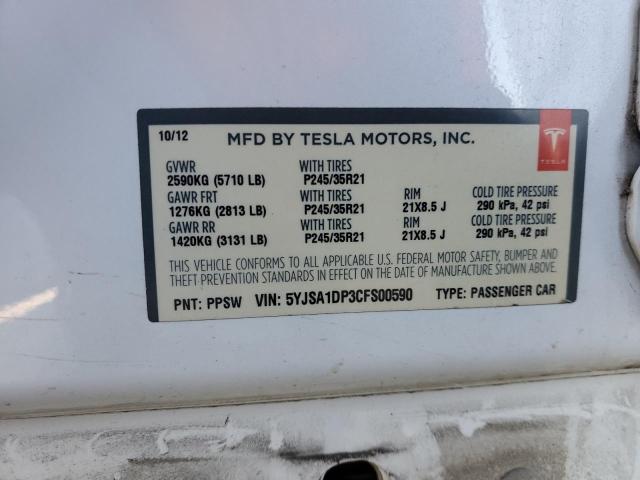 10/12 MFD BY TESLA MOTORS, INC.
TESLA
GVWR WITH TIRES
2590KG (5710 LB) P245/35R21
GAWR FRT WITH TIRES RIM COLD TIRE PRESSURE
1276KG (2813 LB) P245/35R21 21X8.5 J 290 kPa, 42 psi
GAWR RR WITH TIRES RIM COLD TIRE PRESSURE
1420KG (3131 LB) P245/35R21 21X8.5 J 290 kPa, 42 psi
THIS VEHICLE CONFORMS TO ALL APPLICABLE U.S. FEDERAL MOTOR SAFETY, BUMPER AND
THEFT PREVENTION STANDARDS IN EFFECT ON THE DATE OF MANUFACTURE SHOWN ABOVE.
PNT: PPSW VIN: 5YJSA1DP3CFS00590 TYPE: PASSENGER CAR